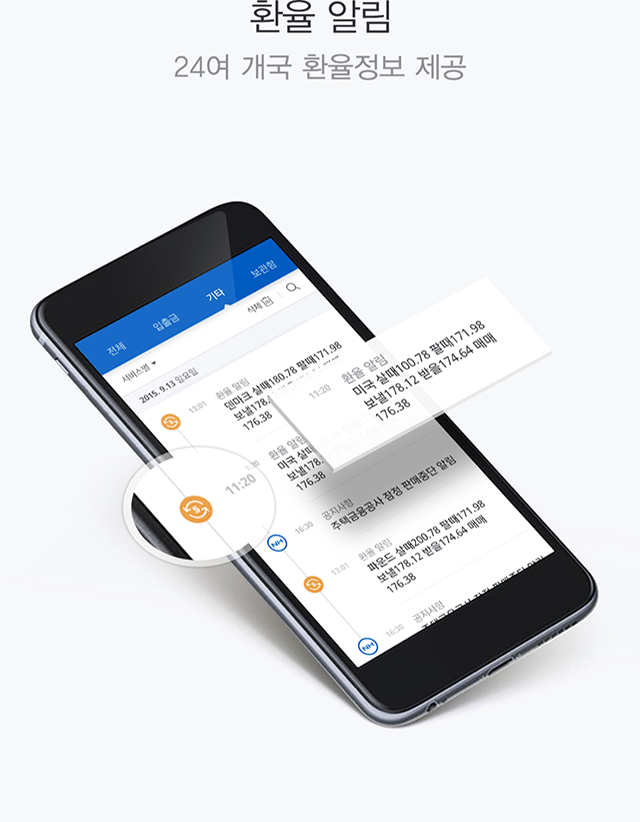 환율 알림
24여 개국 환율정보 제공
전체
입출금
기타
보관함
서비스별
삭제
2015. 9.13 일요일
13:01
환율 알림
덴마크 살때180.78 팔때171.98
보낼178.
176.38
11:20
환율 알림
미국 살때100.78 팔때171.98
보낼178.12 받을174.64 매매
176.38
11:20
환율 알림
미국 살
보낼178.
176.38
16:30
공지사항
주택금융공사 잠정 판매중단 알림
NH
13:01
환율 알림
파운드 살때200.78 팔때171.98
보낼178.12 받을174.64 매매
176.38
16:30
공지사항
NH